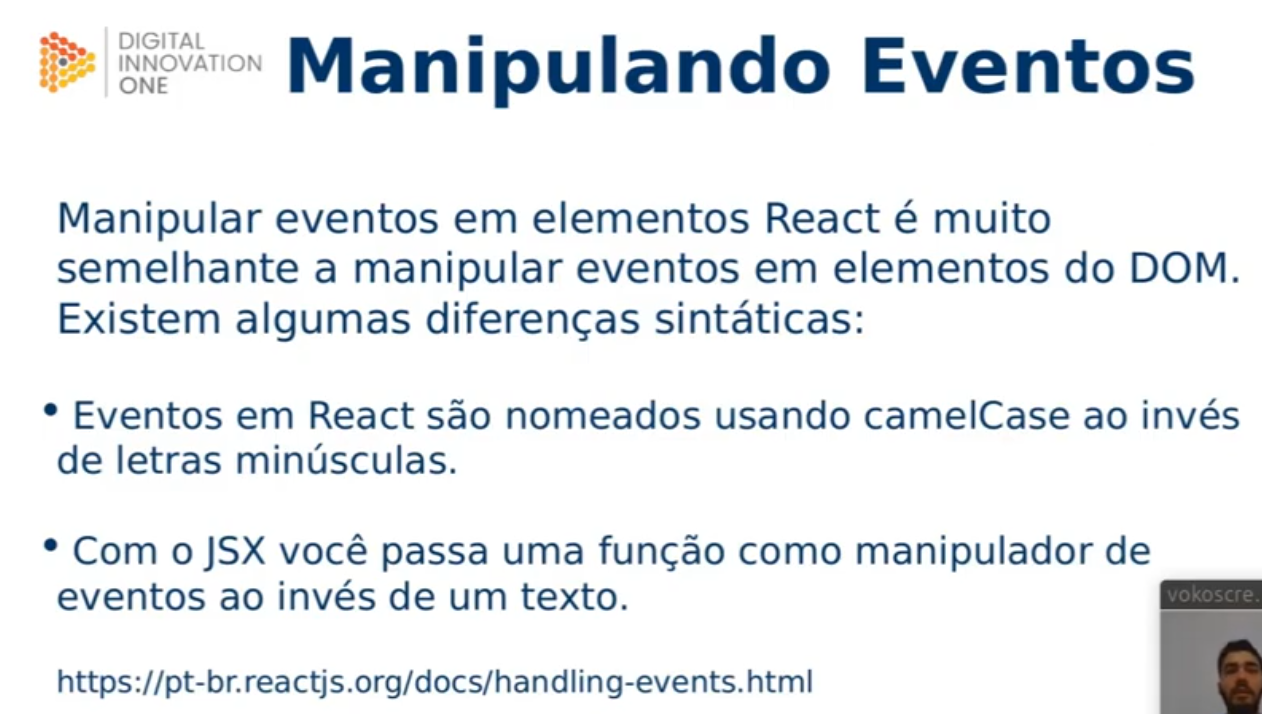 DIGITAL
INNOVATION
ONE
Manipulando Eventos
Manipular eventos em elementos React é muito
semelhante a manipular eventos em elementos do DOM.
Existem algumas diferenças sintáticas:
• Eventos em React são nomeados usando camelCase ao invés
de letras minúsculas.
• Com o JSX você passa uma função como manipulador de
eventos ao invés de um texto.
https://pt-br.reactjs.org/docs/handling-events.html
vokoscre.